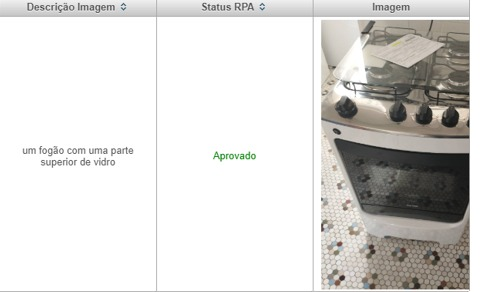 Descrição Imagem
Status RPA
Imagem
um fogão com uma parte
superior de vidro
Aprovado